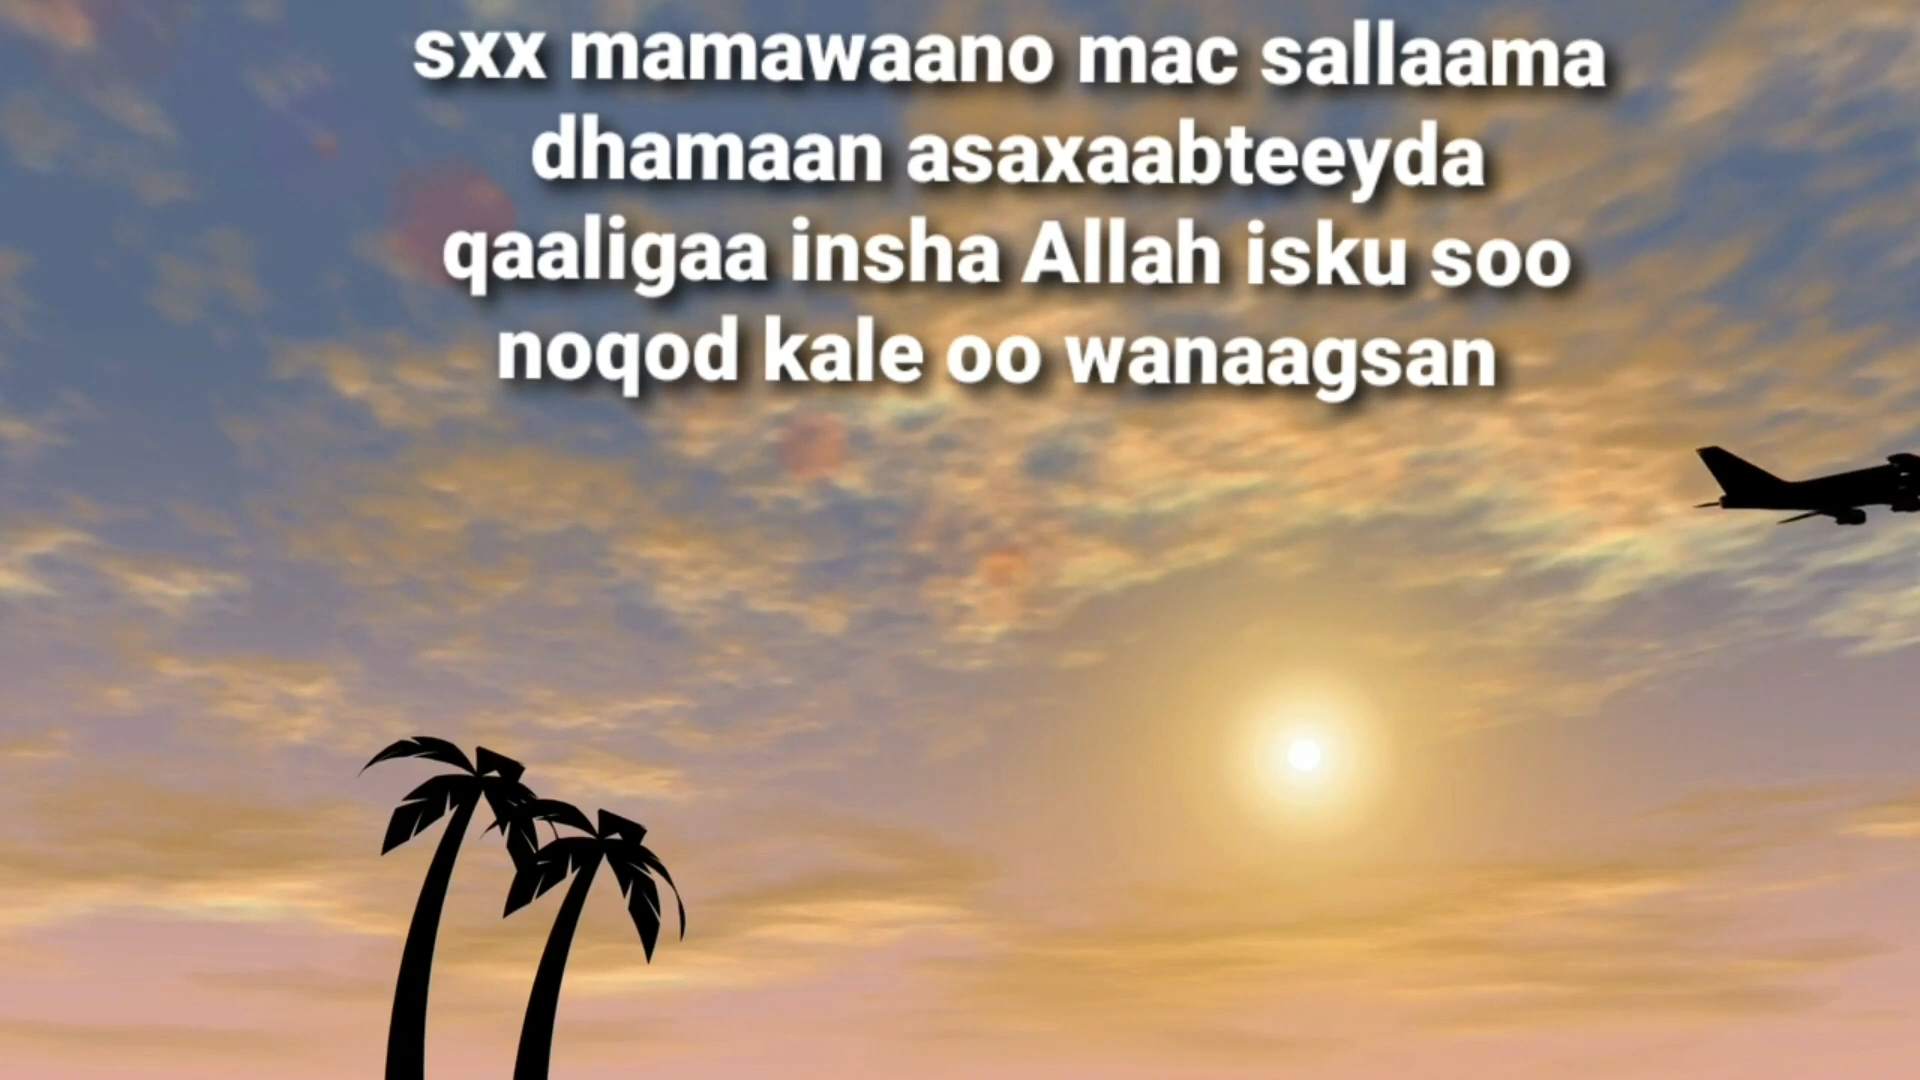 sxx mamawaano mac sallaama
dhamaan asaxaabteeyda
qaaligaa insha Allah isku soo
noqod kale oo wanaagsan